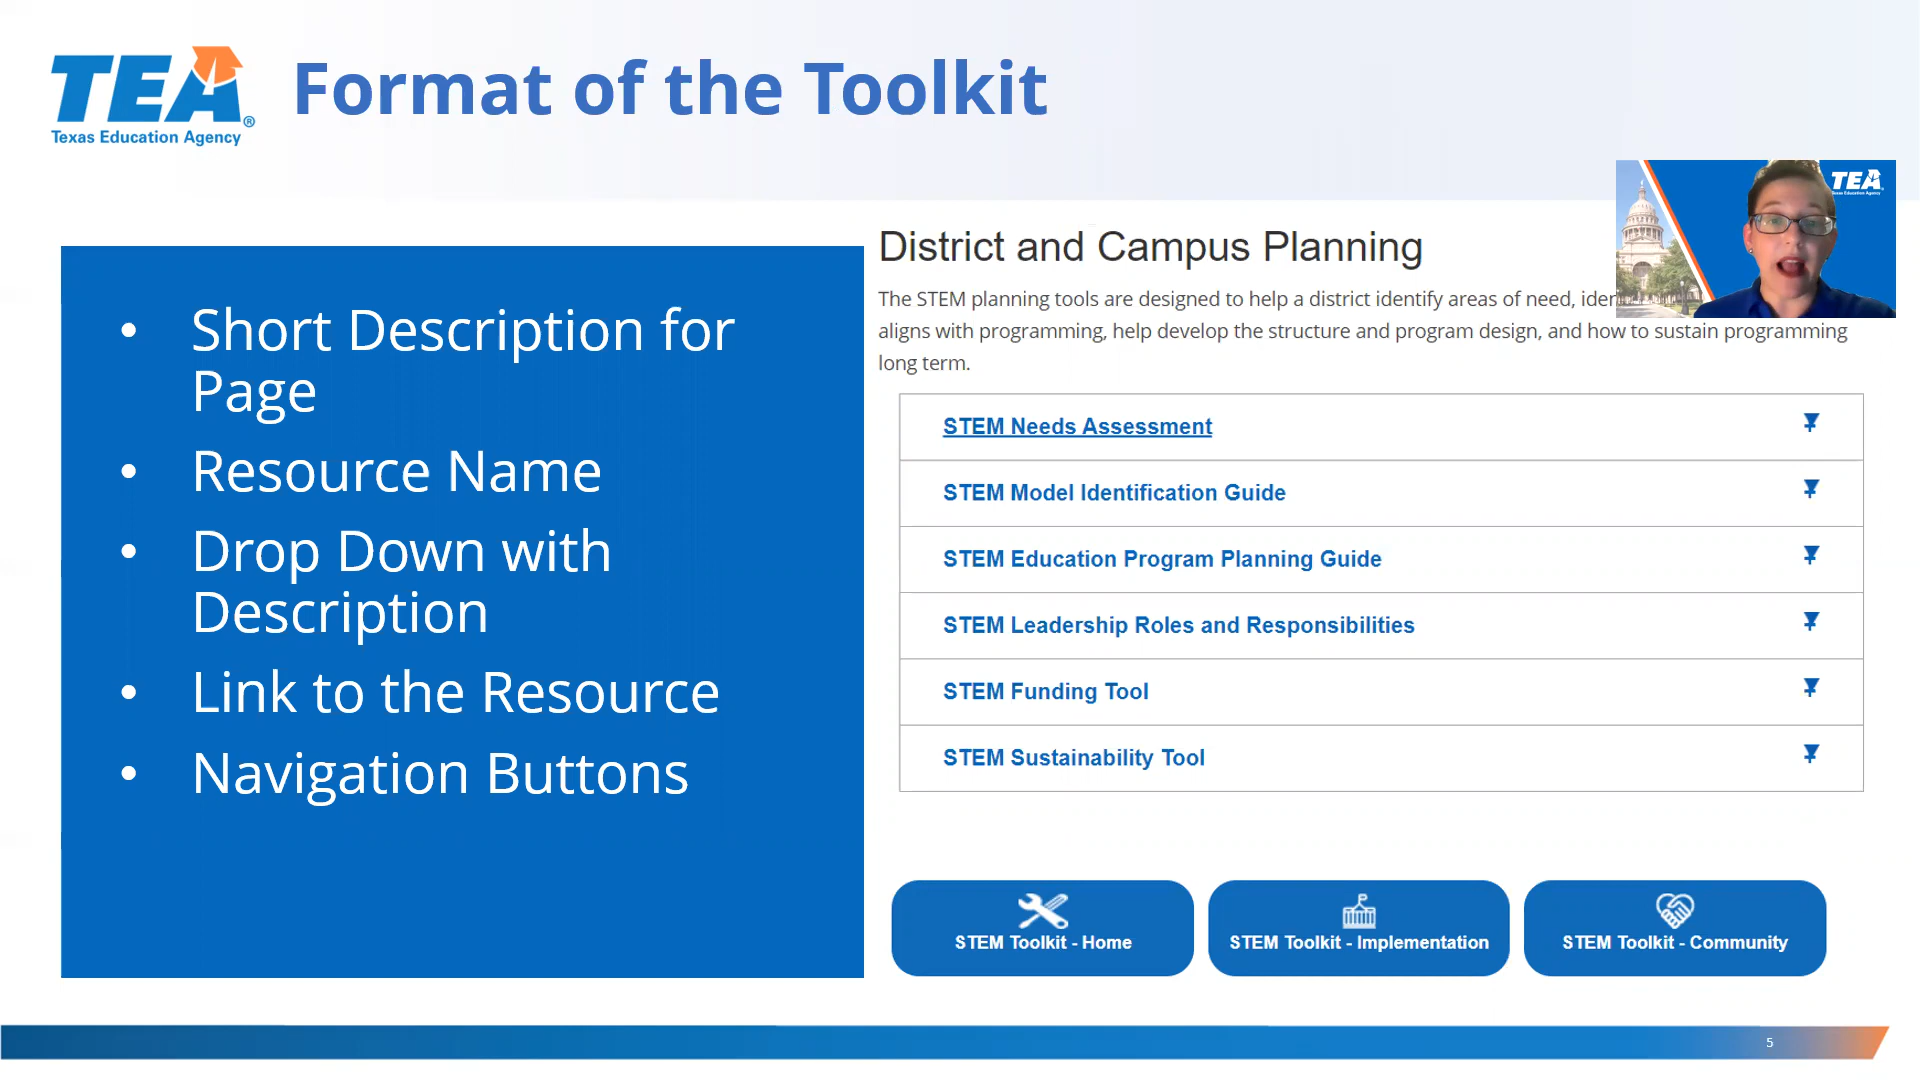 TEA®
Texas Education Agency
Format of the Toolkit
TEA
Texas Education Agency
• Short Description for
Page
• Resource Name
• Drop Down with
Description
• Link to the Resource
• Navigation Buttons
District and Campus Planning
The STEM planning tools are designed to help a district identify areas of need,
aligns with programming, help develop the structure and program design, and how to sustain programming
long term.
STEM Needs Assessment
STEM Model Identification Guide
STEM Education Program Planning Guide
STEM Leadership Roles and Responsibilities
STEM Funding Tool
STEM Sustainability Tool
STEM Toolkit - Home
STEM Toolkit - Implementation
STEM Toolkit - Community
5